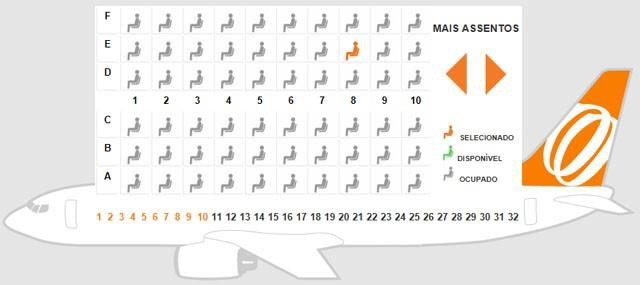 F
MAIS ASSENTOS
E
D
1 2 3 4 5 6 7 8 9 10
C
SELECIONADO
B
DISPONÍVEL
A
OCUPADO
1 2 3 4 5 6 7 8 9 10 11 12 13 14 15 16 17 18 19 20 21 22 23 24 25 26 27 28 29 30 31 32